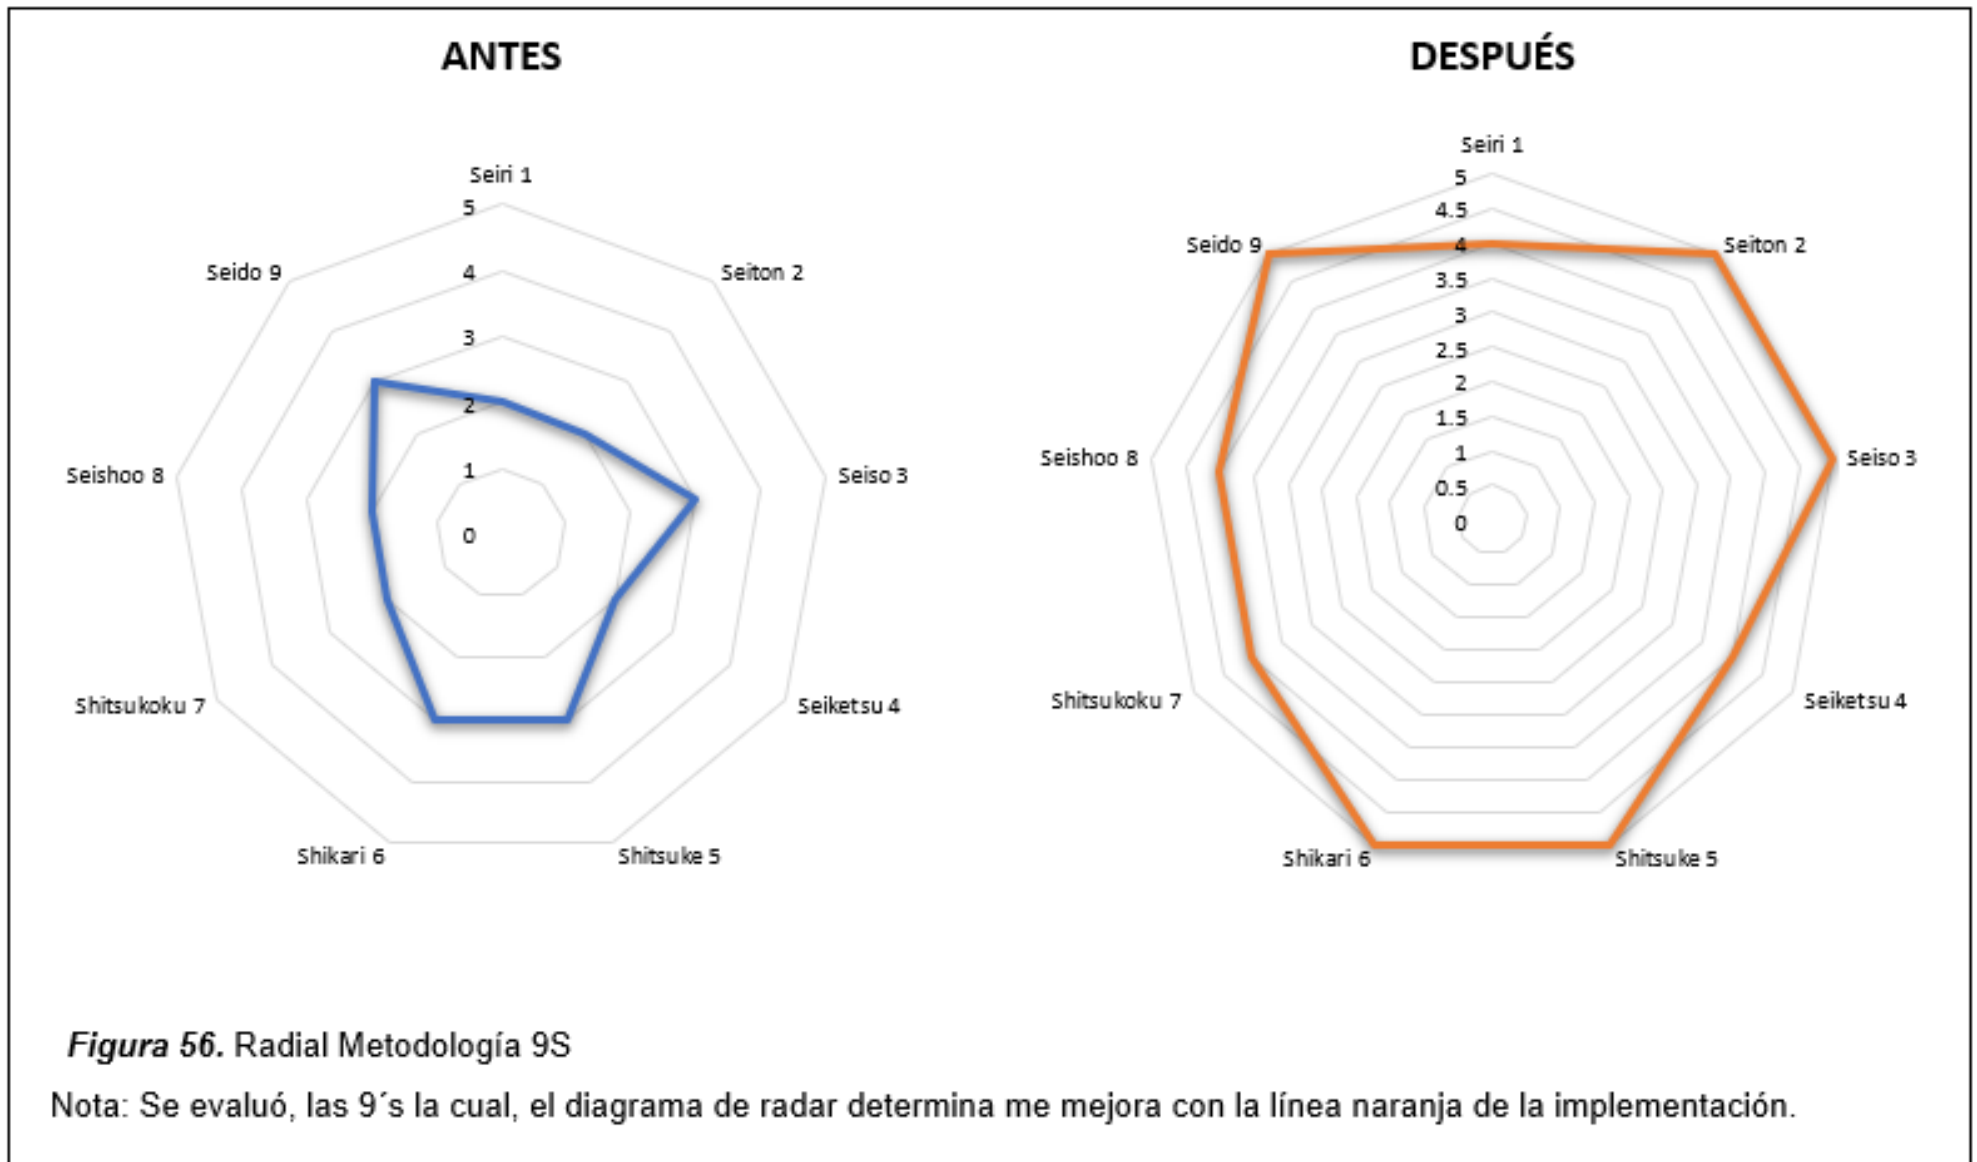 ANTES
Seiri 1
5
4
3
2
1
0
Seiton 2
Seiso 3
Seiketsu 4
Shitsuke 5
Shikari 6
Shitsukoku 7
Seishoo 8
Seido 9
DESPUÉS
Seiri 1
5
4.5
4
3.5
3
2.5
2
1.5
1
0.5
0
Seiton 2
Seiso 3
Seiketsu 4
Shitsuke 5
Shikari 6
Shitsukoku 7
Seishoo 8
Seido 9
Figura 56. Radial Metodología 9S
Nota: Se evaluó, las 9´s la cual, el diagrama de radar determina me mejora con la línea naranja de la implementación.